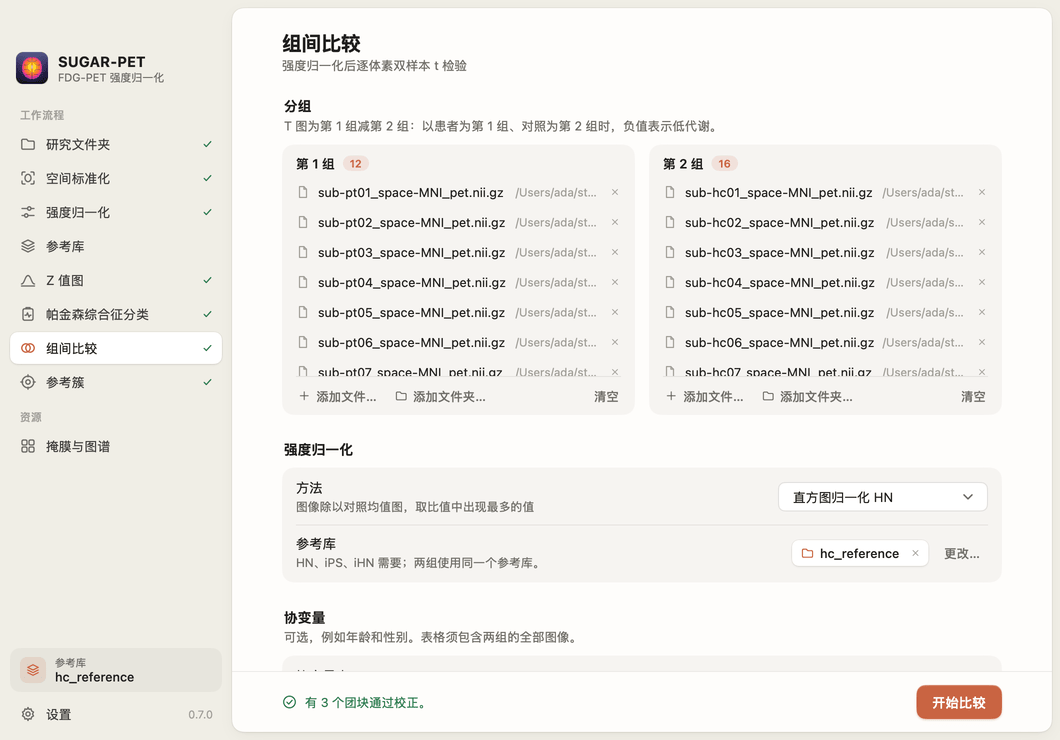 SUGAR-PET
FDG-PET 强度归一化
工作流程
研究文件夹
空间标准化
强度归一化
参考库
Z 值图
帕金森综合征分类
组间比较
参考簇
资源
掩膜与图谱
参考库
hc_reference
设置 0.7.0
组间比较
强度归一化后逐体素双样本 t 检验
分组
T 图为第 1 组减第 2 组：以患者为第 1 组、对照为第 2 组时，负值表示低代谢。
第 1 组 12
sub-pt01_space-MNI_pet.nii.gz /Users/ada/st... ×
sub-pt02_space-MNI_pet.nii.gz /Users/ada/st... ×
sub-pt03_space-MNI_pet.nii.gz /Users/ada/st... ×
sub-pt04_space-MNI_pet.nii.gz /Users/ada/st... ×
sub-pt05_space-MNI_pet.nii.gz /Users/ada/st... ×
sub-pt06_space-MNI_pet.nii.gz /Users/ada/st... ×
sub-pt07_space-MNI_pet.nii.gz /Users/ada/st... ×
+ 添加文件... 添加文件夹... 清空
第 2 组 16
sub-hc01_space-MNI_pet.nii.gz /Users/ada/s... ×
sub-hc02_space-MNI_pet.nii.gz /Users/ada/s... ×
sub-hc03_space-MNI_pet.nii.gz /Users/ada/s... ×
sub-hc04_space-MNI_pet.nii.gz /Users/ada/s... ×
sub-hc05_space-MNI_pet.nii.gz /Users/ada/s... ×
sub-hc06_space-MNI_pet.nii.gz /Users/ada/s... ×
sub-hc07_space-MNI_pet.nii.gz /Users/ada/s... ×
+ 添加文件... 添加文件夹... 清空
强度归一化
方法
图像除以对照均值图，取比值中出现最多的值
直方图归一化 HN
参考库
HN、iPS、iHN 需要；两组使用同一个参考库。
hc_reference × 更改...
协变量
可选，例如年龄和性别。表格须包含两组的全部图像。
有 3 个团块通过校正。
开始比较